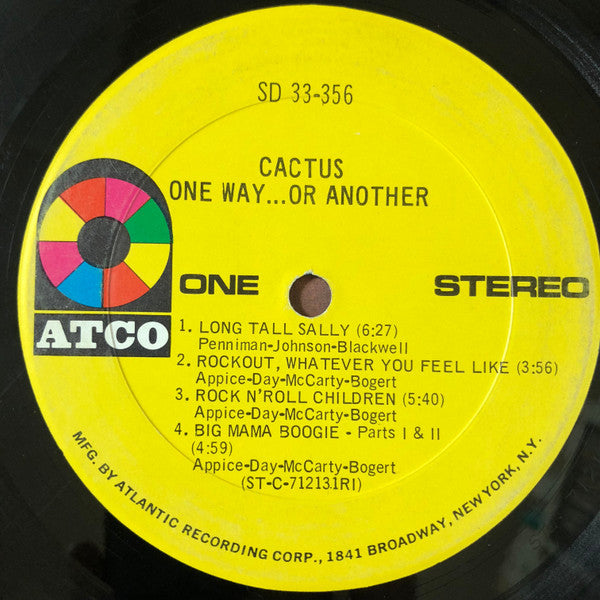 SD 33-356
CACTUS
ONE WAY...OR ANOTHER
ATCO
ONE
STEREO
1. LONG TALL SALLY (6:27)
Penniman-Johnson-Blackwell
2. ROCKOUT, WHATEVER YOU FEEL LIKE (3:56)
Appice-Day-McCarty-Bogert
3. ROCK N'ROLL CHILDREN (5:40)
Appice-Day-McCarty-Bogert
4. BIG MAMA BOOGIE - Parts I & II
(4:59)
Appice-Day-McCarty-Bogert
(ST-C-712131RI)
MFG. BY ATLANTIC RECORDING CORP., 1841 BROADWAY, NEW YORK, N.Y.